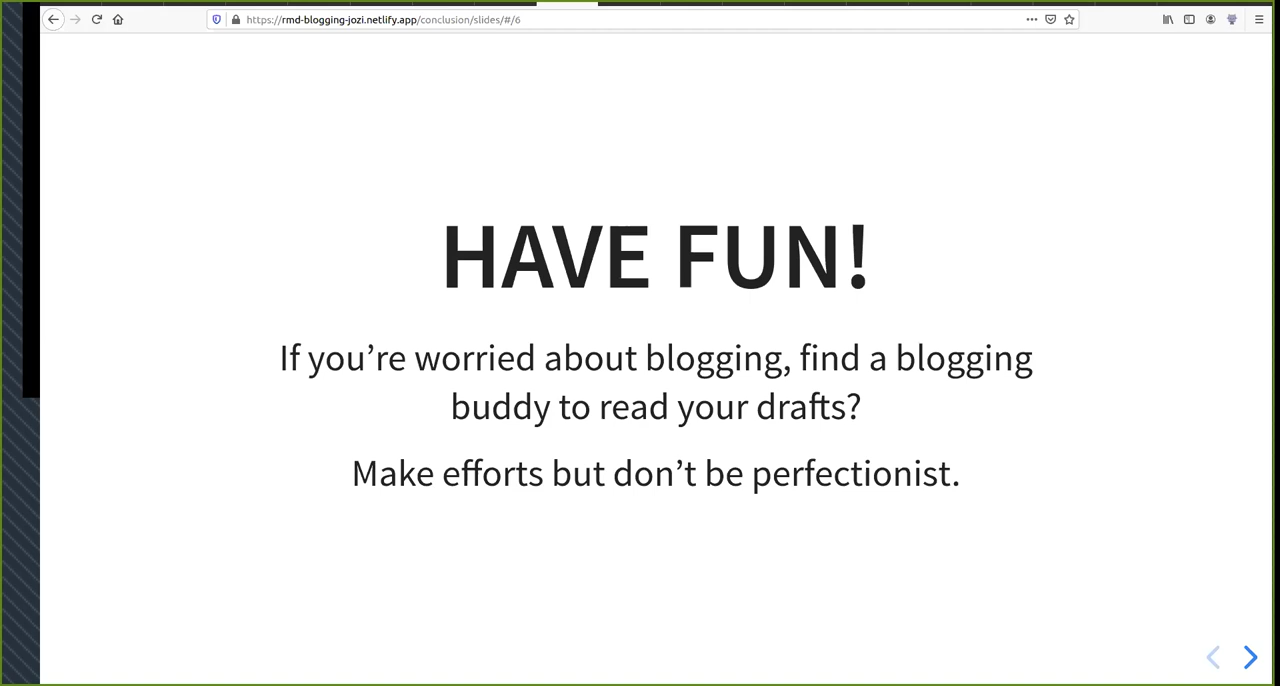 https://rmd-blogging-jozi.netlify.app/conclusion/slides/#/6
HAVE FUN!
If you’re worried about blogging, find a blogging
buddy to read your drafts?
Make efforts but don’t be perfectionist.